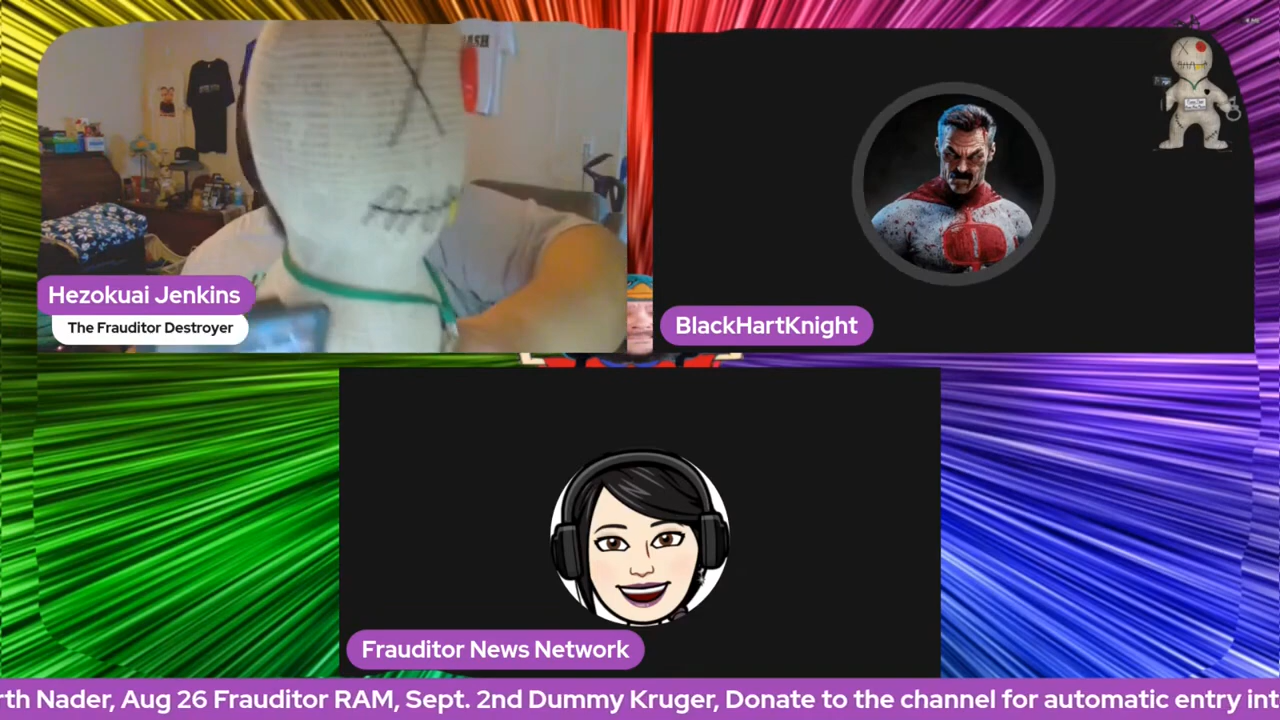 Hezokuai Jenkins
The Frauditor Destroyer
BlackHartKnight
Frauditor News Network
rth Nader, Aug 26 Frauditor RAM, Sept. 2nd Dummy Kruger, Donate to the channel for automatic entry int